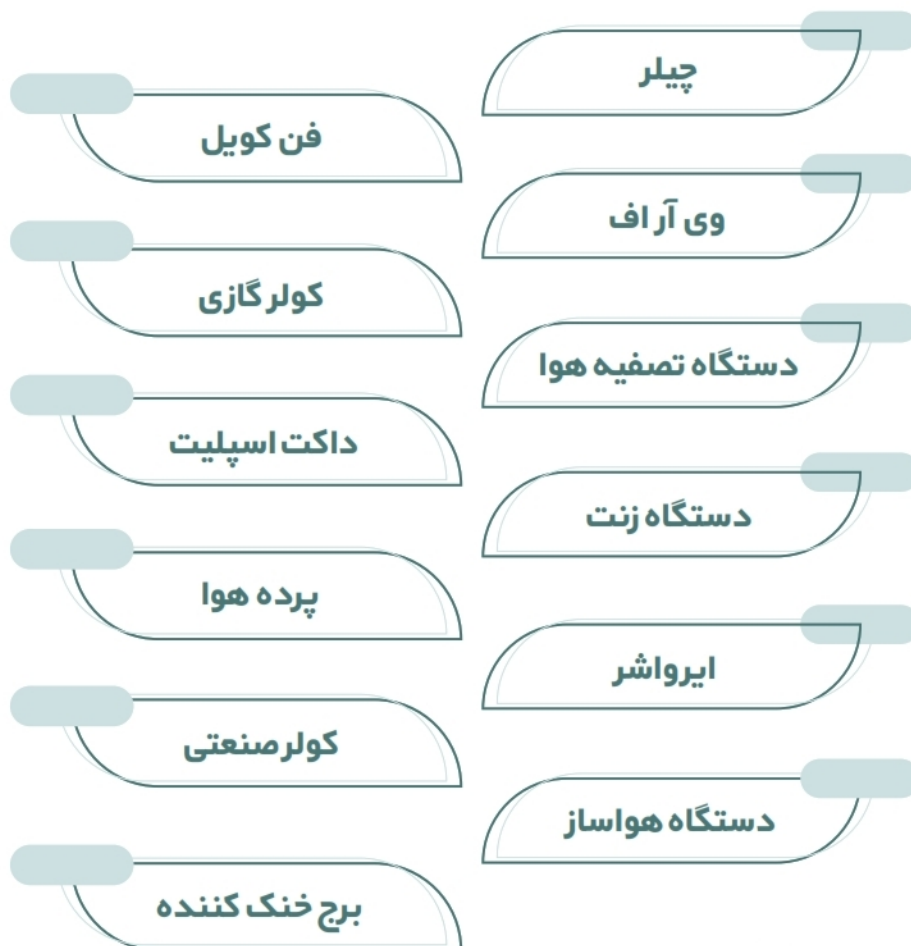 چیلر
وی آر اف
دستگاه تصفیه هوا
دستگاه زنت
ایرواشر
دستگاه هواساز
فن کویل
کولر گازی
داکت اسپلیت
پرده هوا
کولر صنعتی
برج خنک کننده